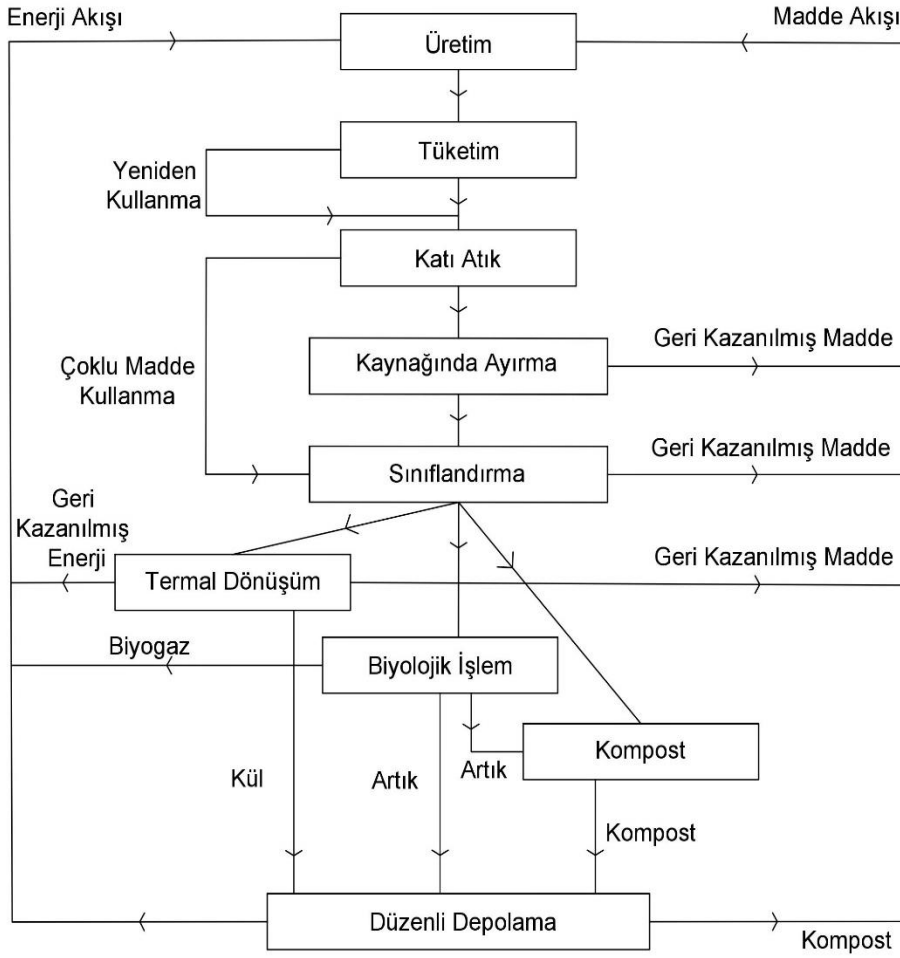 Enerji Akışı
Madde Akışı
Üretim
Tüketim
Yeniden
Kullanma
Katı Atık
Geri Kazanılmış Madde
Kaynağında Ayırma
Çoklu Madde
Kullanma
Geri Kazanılmış Madde
Sınıflandırma
Geri
Kazanılmış
Enerji
Geri Kazanılmış Madde
Termal Dönüşüm
Biyogaz
Biyolojik İşlem
Kompost
Kül
Artık
Artık
Kompost
Düzenli Depolama
Kompost